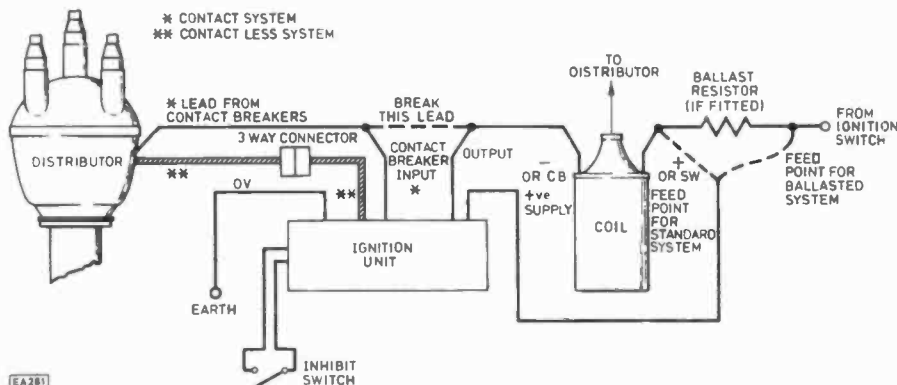 * CONTACT SYSTEM
** CONTACT LESS SYSTEM
TO
DISTRIBUTOR
BALLAST
RESISTOR
(IF FITTED)
* LEAD FROM
CONTACT BREAKERS
BREAK
THIS LEAD
FROM
IGNITION
SWITCH
3 WAY CONNECTOR
DISTRIBUTOR
**
CONTACT
BREAKER
INPUT
*
OUTPUT
−
OR CB
+
OR SW
FEED
POINT FOR
BALLASTED
SYSTEM
OV
**
+ve
SUPPLY
COIL
FEED
POINT
FOR
STANDARD
SYSTEM
IGNITION
UNIT
EARTH
INHIBIT
SWITCH
EA281